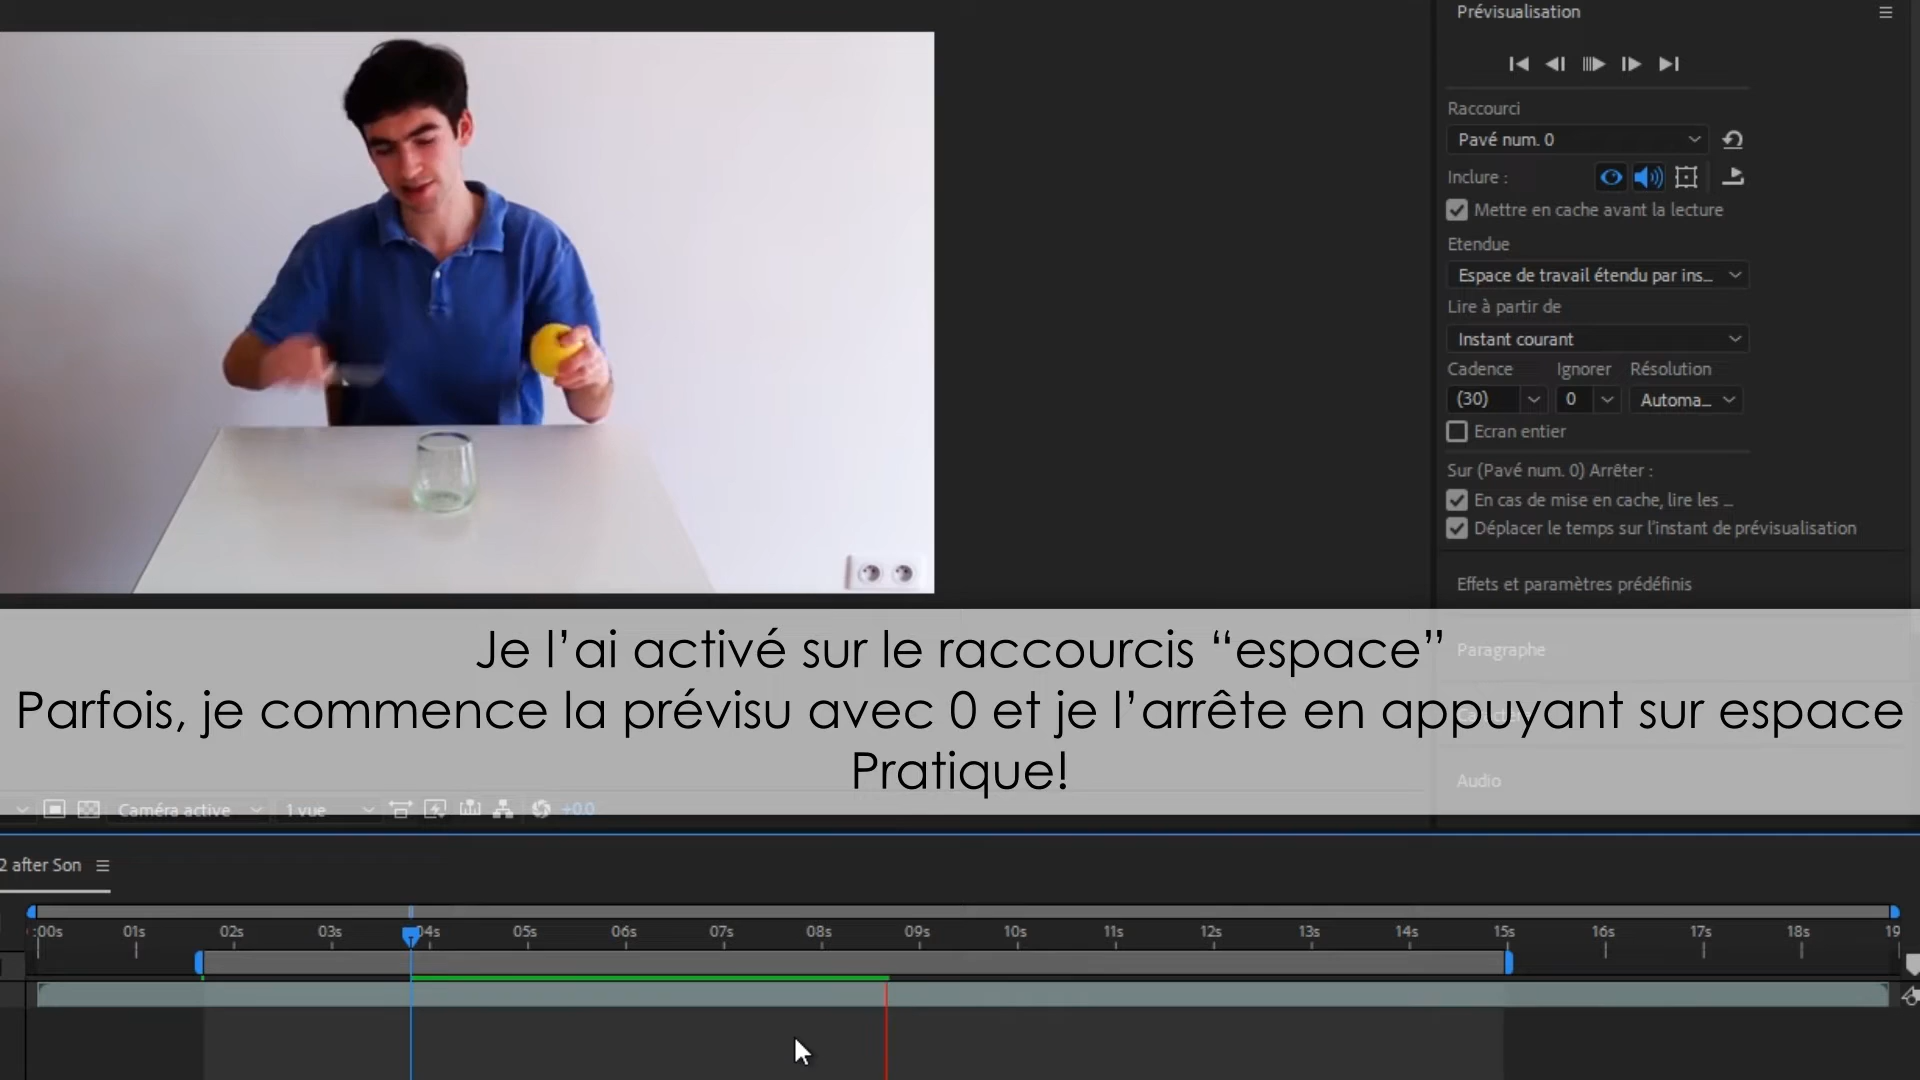 Prévisualisation
Raccourci
Pavé num. 0
Inclure :
Mettre en cache avant la lecture
Etendue
Espace de travail étendu par ins...
Lire à partir de
Instant courant
Cadence Ignorer Résolution
(30) 0 Automa...
Ecran entier
Sur (Pavé num. 0) Arrêter :
En cas de mise en cache, lire les ...
Déplacer le temps sur l'instant de prévisualisation
Effets et paramètres prédéfinis
Paragraphe
Je l’ai activé sur le raccourcis “espace”
Parfois, je commence la prévisu avec 0 et je l’arrête en appuyant sur espace
Pratique!
Audio
Caméra active 1 vue +0,0
2 after Son
:00s 01s 02s 03s 04s 05s 06s 07s 08s 09s 10s 11s 12s 13s 14s 15s 16s 17s 18s 19